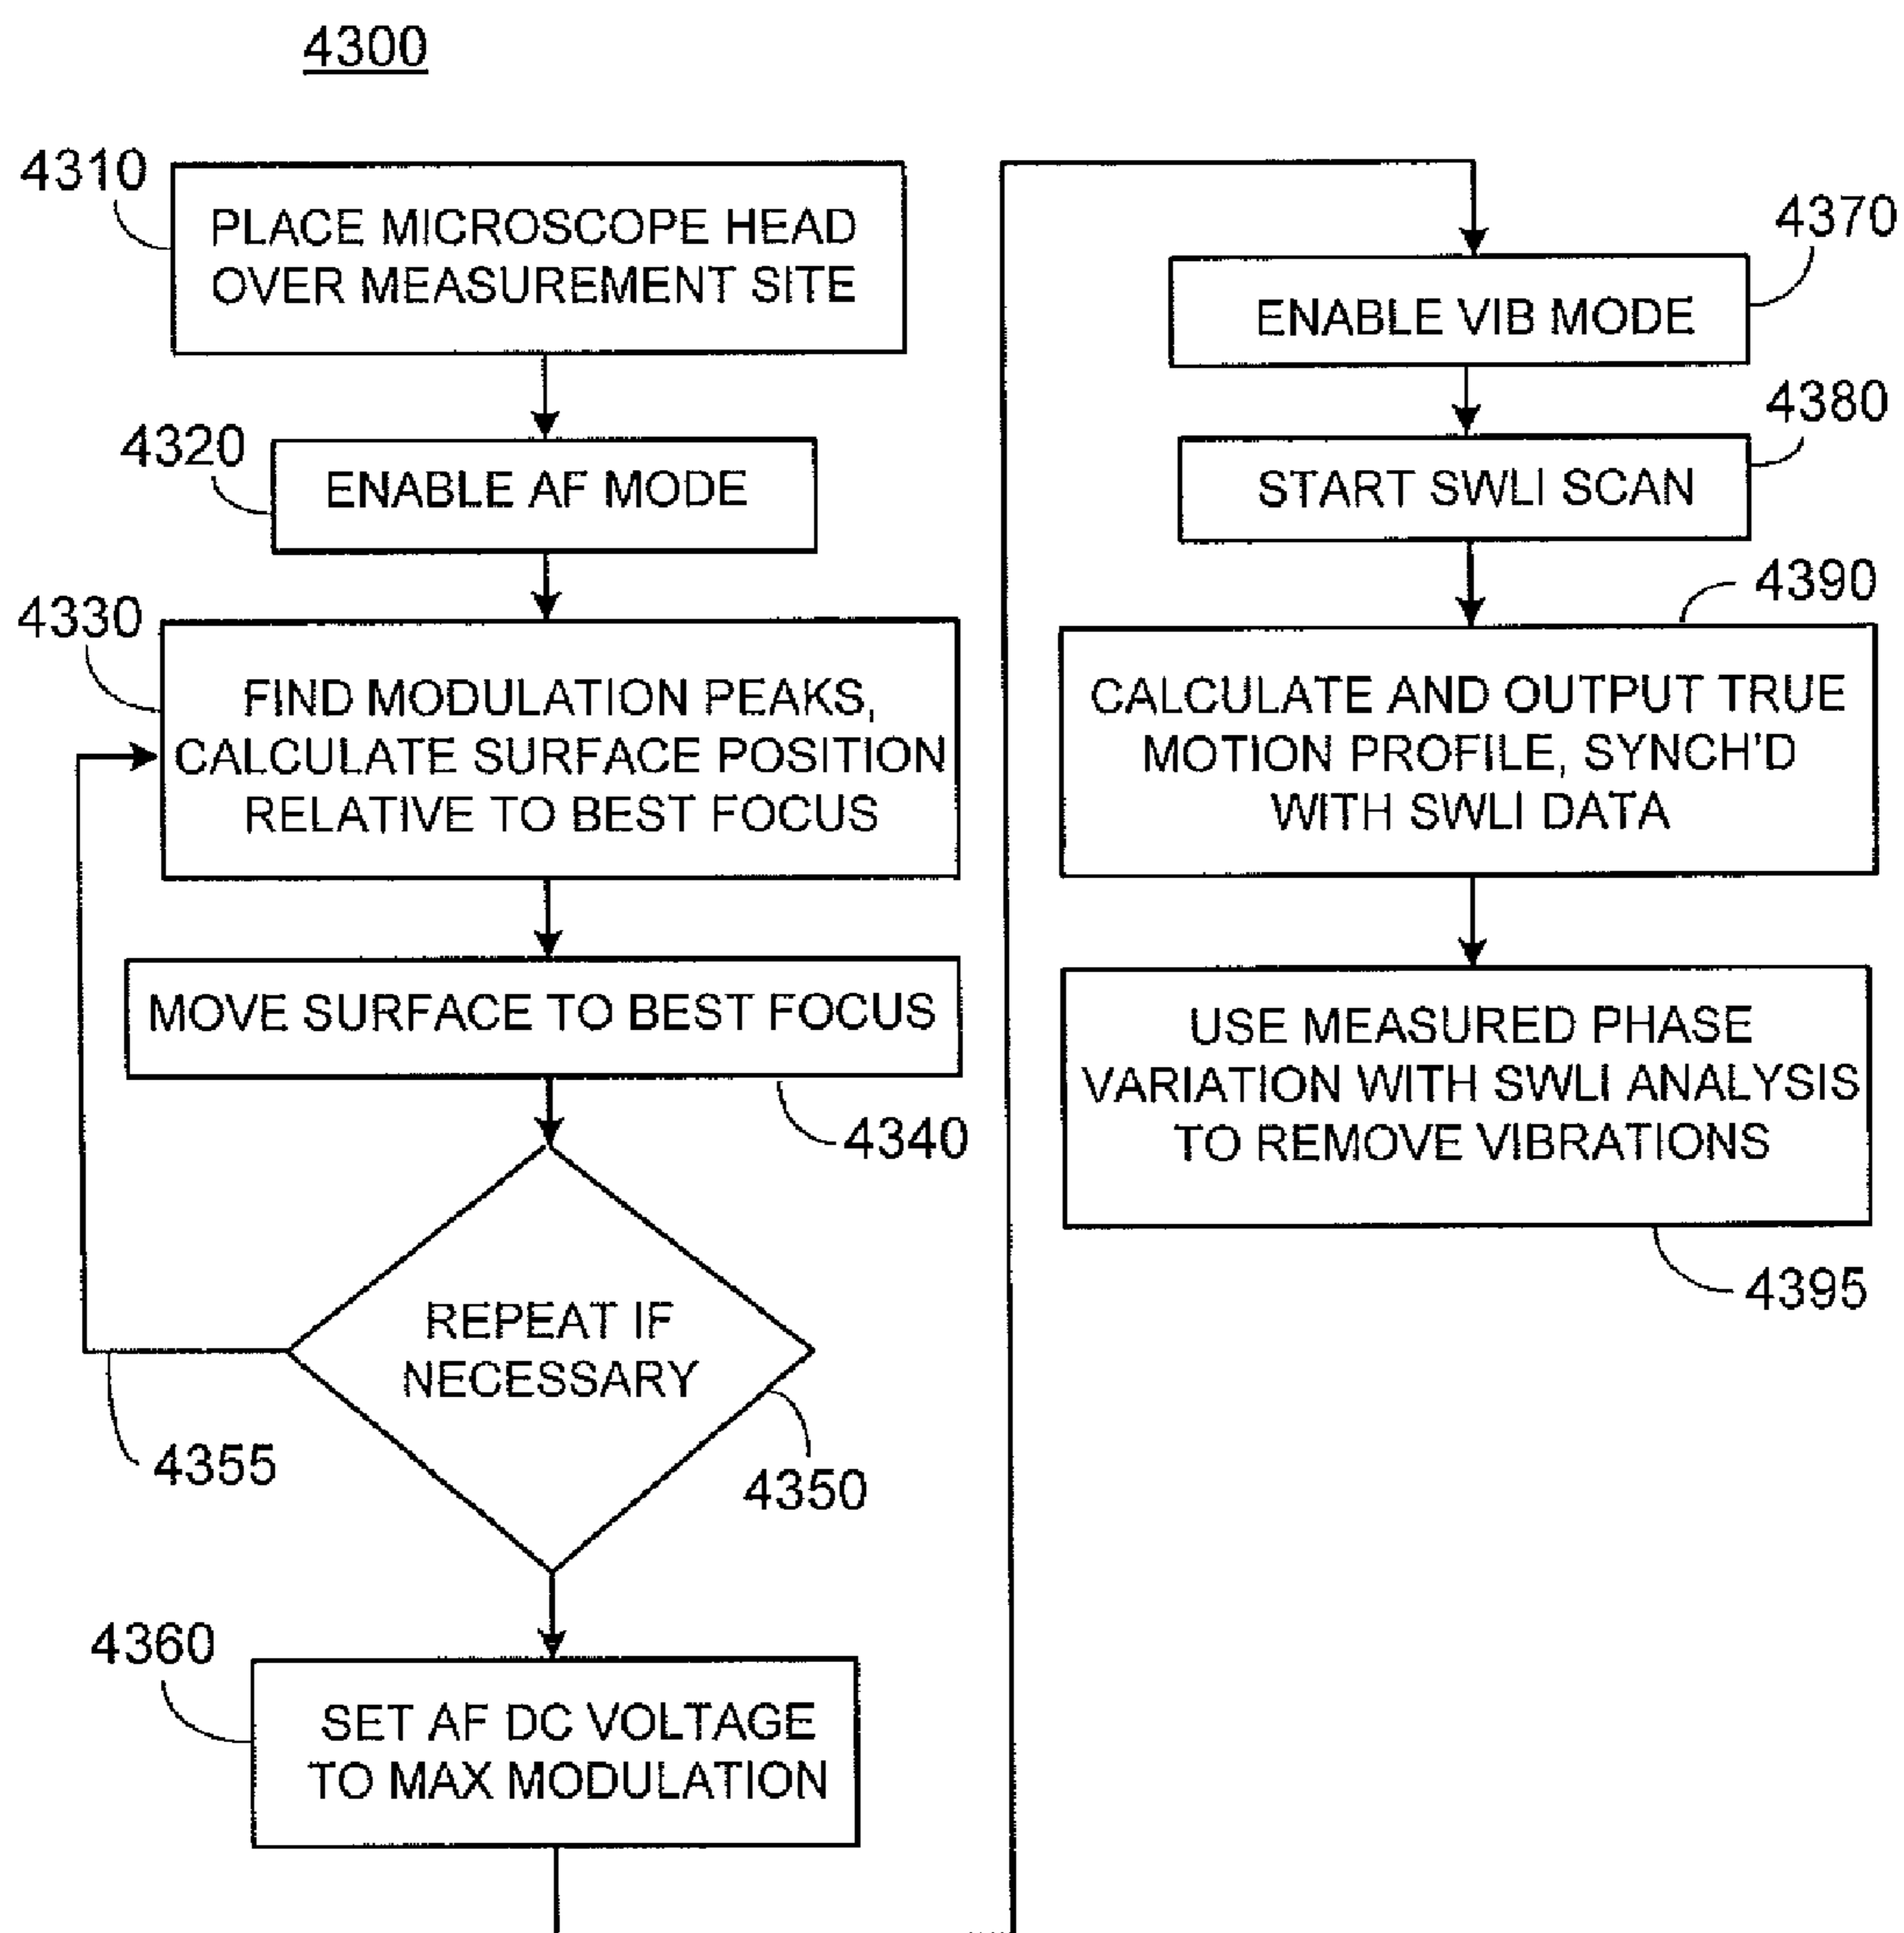 4300
4310
PLACE MICROSCOPE HEAD
OVER MEASUREMENT SITE
4320
ENABLE AF MODE
4330
FIND MODULATION PEAKS,
CALCULATE SURFACE POSITION
RELATIVE TO BEST FOCUS
MOVE SURFACE TO BEST FOCUS
4340
REPEAT IF
NECESSARY
4355
4350
4360
SET AF DC VOLTAGE
TO MAX MODULATION
4370
ENABLE VIB MODE
4380
START SWLI SCAN
4390
CALCULATE AND OUTPUT TRUE
MOTION PROFILE, SYNCH'D
WITH SWLI DATA
USE MEASURED PHASE
VARIATION WITH SWLI ANALYSIS
TO REMOVE VIBRATIONS
4395